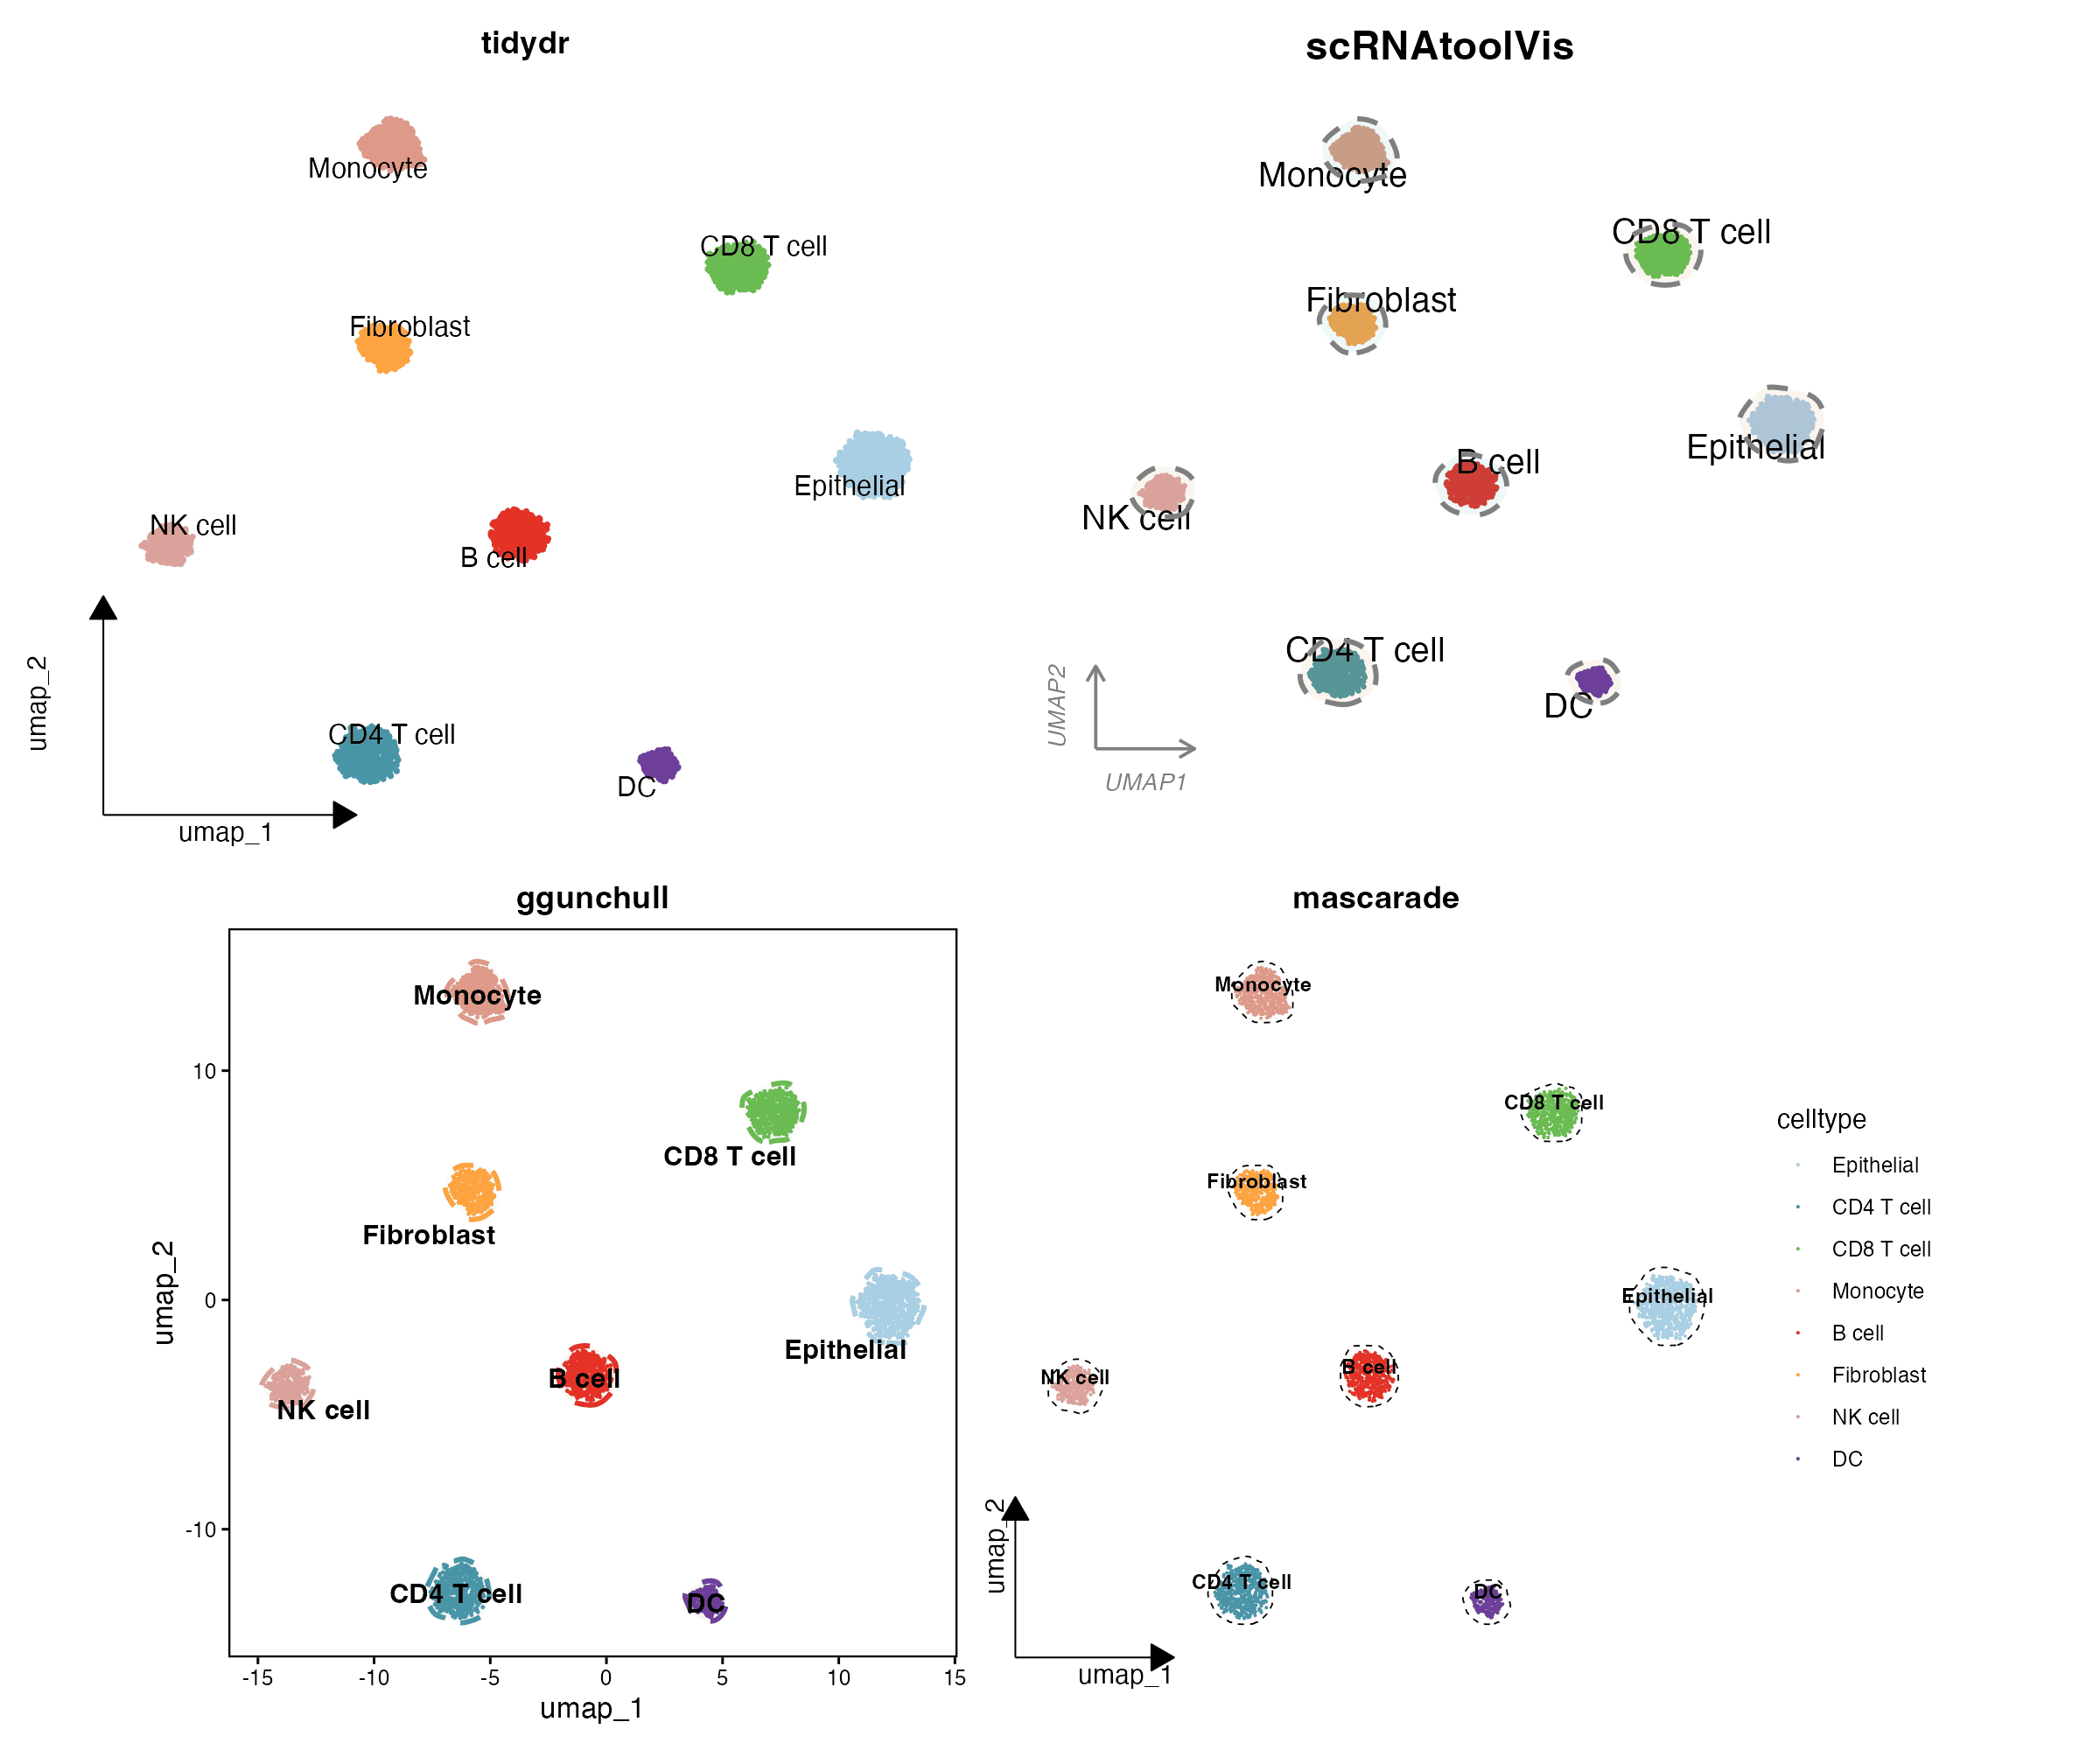 tidydr
Monocyte
CD8 T cell
Fibroblast
Epithelial
NK cell
B cell
umap_2
CD4 T cell
DC
umap_1
scRNAtoolVis
Monocyte
CD8 T cell
Fibroblast
Epithelial
B cell
NK cell
CD4 T cell
UMAP2
DC
UMAP1
ggunchull
Monocyte
10
CD8 T cell
Fibroblast
umap_2
0
Epithelial
B cell
NK cell
-10
CD4 T cell
DC
-15
-10
-5
0
5
10
15
umap_1
mascarade
Monocyte
CD8 T cell
Fibroblast
Epithelial
B cell
NK cell
umap_2
CD4 T cell
DC
umap_1
celltype
Epithelial
CD4 T cell
CD8 T cell
Monocyte
B cell
Fibroblast
NK cell
DC